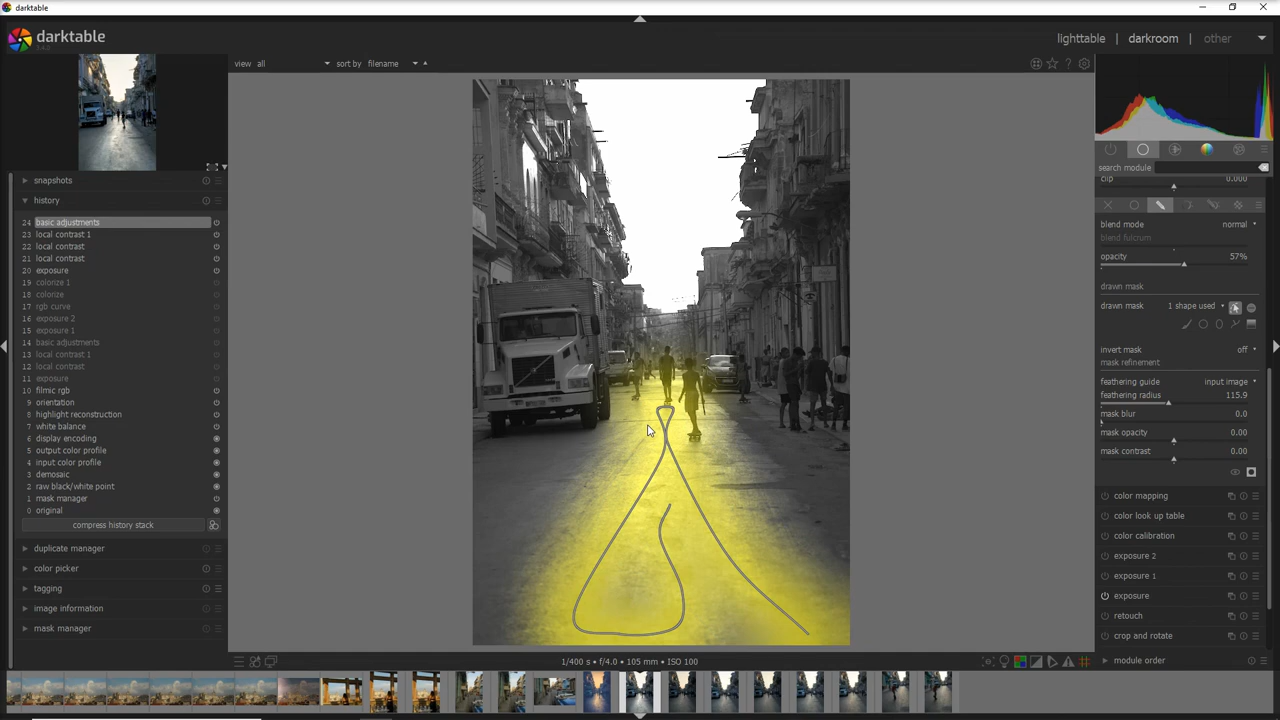 darktable
darktable
3.4.0
lighttable | darkroom | other
view all
sort by filename
snapshots
history
24 basic adjustments
23 local contrast 1
22 local contrast
21 local contrast
20 exposure
19 colorize 1
18 colorize
17 rgb curve
16 exposure 2
15 exposure 1
14 basic adjustments
13 local contrast 1
12 local contrast
11 exposure
10 filmic rgb
9 orientation
8 highlight reconstruction
7 white balance
6 display encoding
5 output color profile
4 input color profile
3 demosaic
2 raw black/white point
1 mask manager
0 original
compress history stack
duplicate manager
color picker
tagging
image information
mask manager
1/400 s • f/4.0 • 105 mm • ISO 100
search module
clip 0.000
blend mode normal
blend fulcrum
opacity 57%
drawn mask
drawn mask 1 shape used
invert mask off
mask refinement
feathering guide input image
feathering radius 115.9
mask blur 0.0
mask opacity 0.00
mask contrast 0.00
color mapping
color look up table
color calibration
exposure 2
exposure 1
exposure
retouch
crop and rotate
module order